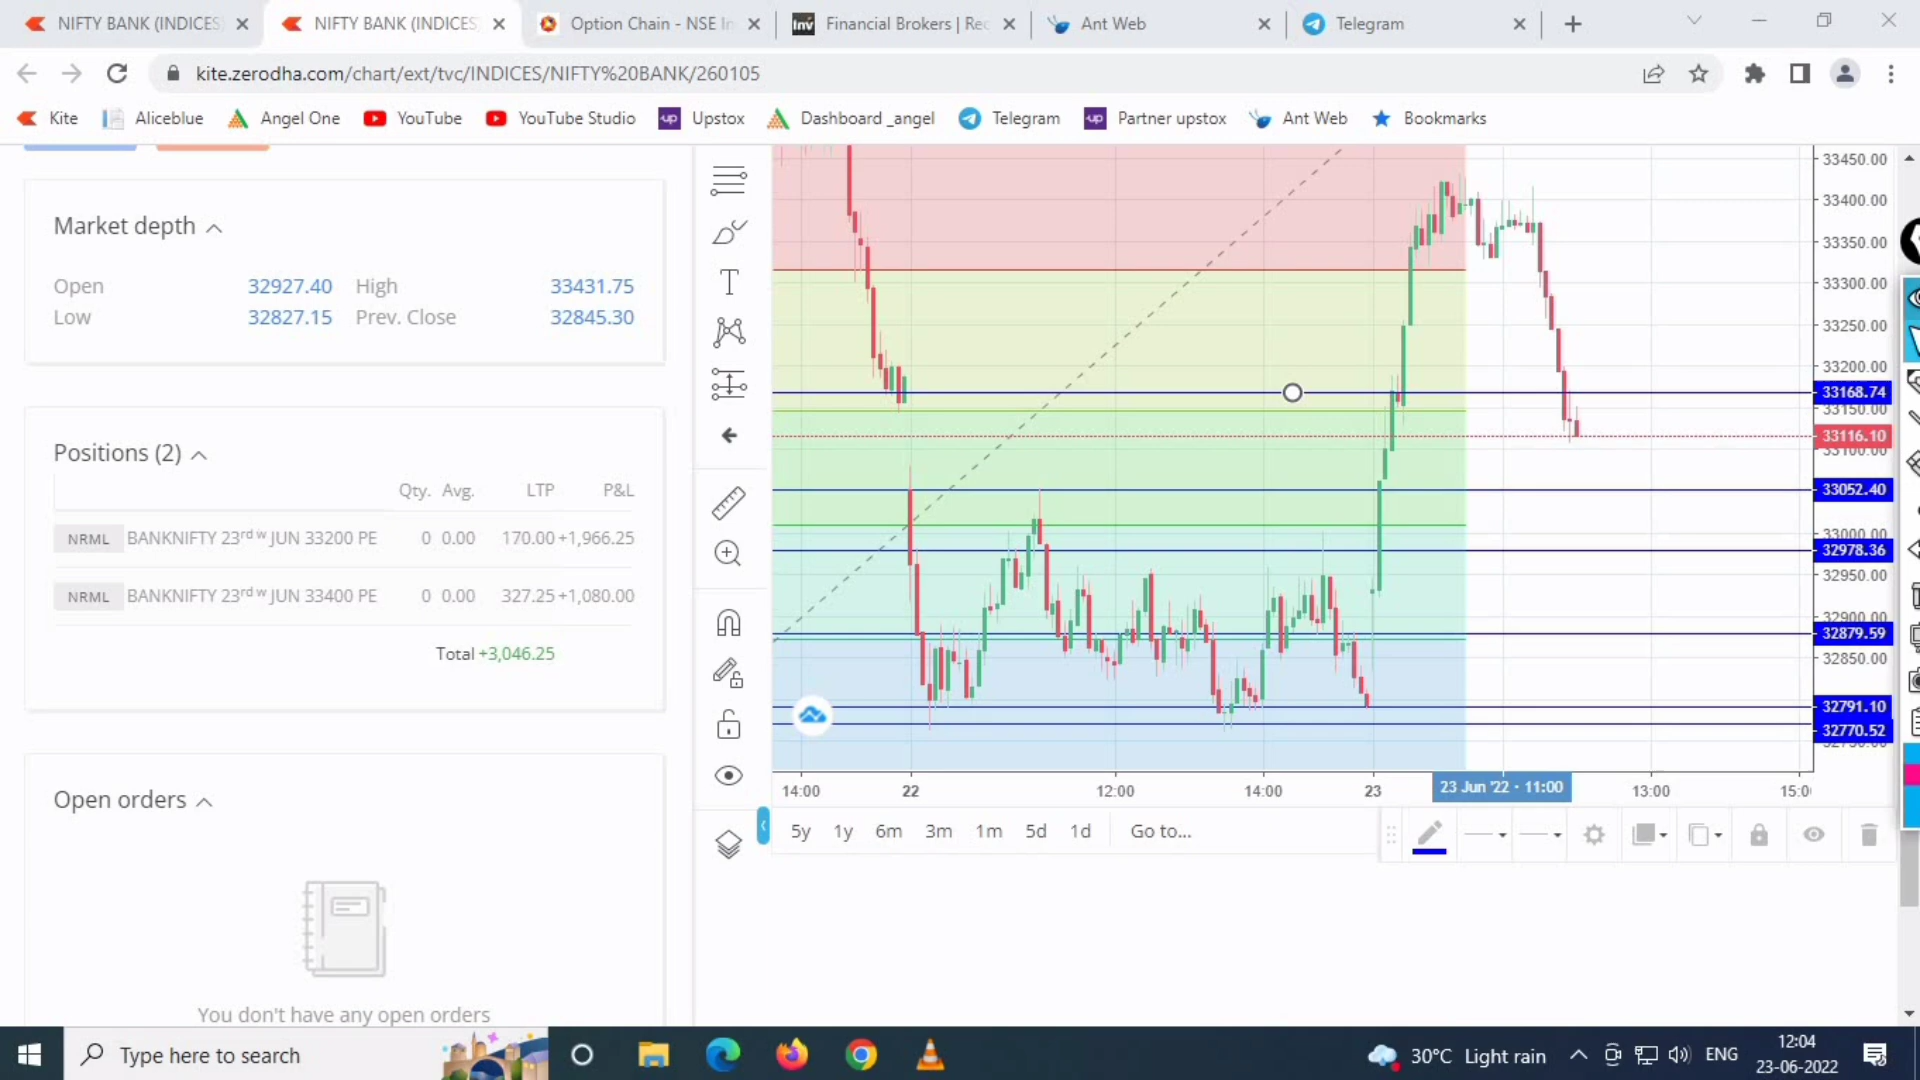 NIFTY BANK (INDICES
NIFTY BANK (INDICES
Option Chain - NSE In
Financial Brokers | Rec
Ant Web
Telegram
kite.zerodha.com/chart/ext/tvc/INDICES/NIFTY%20BANK/260105
Kite
Aliceblue
Angel One
YouTube
YouTube Studio
Upstox
Dashboard _angel
Telegram
Partner upstox
Ant Web
Bookmarks
Market depth
Open 32927.40 High 33431.75
Low 32827.15 Prev. Close 32845.30
Positions (2)
Qty. Avg. LTP P&L
NRML BANKNIFTY 23rd w JUN 33200 PE 0 0.00 170.00 +1,966.25
NRML BANKNIFTY 23rd w JUN 33400 PE 0 0.00 327.25 +1,080.00
Total +3,046.25
Open orders
You don't have any open orders
33450.00
33400.00
33350.00
33300.00
33250.00
33200.00
33168.74
33150.00
33116.10
33100.00
33052.40
33000.00
32978.36
32950.00
32900.00
32879.59
32850.00
32791.10
32770.52
14:00 22 12:00 14:00 23 23 Jun '22 · 11:00 13:00 15:0
5y 1y 6m 3m 1m 5d 1d Go to...
Type here to search
30°C Light rain
ENG
12:04
23-06-2022